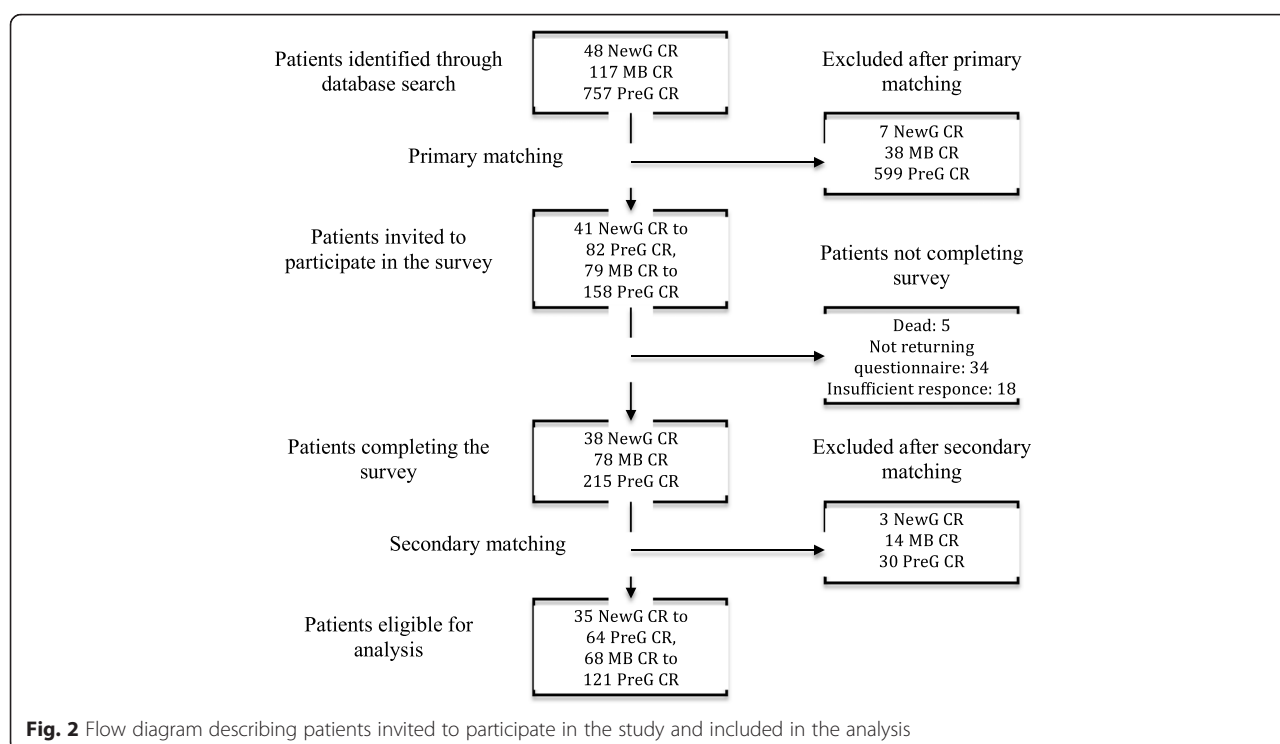 Patients identified through
database search
48 NewG CR
117 MB CR
757 PreG CR
Excluded after primary
matching
7 NewG CR
38 MB CR
599 PreG CR
Primary matching
Patients invited to
participate in the survey
41 NewG CR to
82 PreG CR,
79 MB CR to
158 PreG CR
Patients not completing
survey
Dead: 5
Not returning
questionnaire: 34
Insufficient responce: 18
Patients completing the
survey
38 NewG CR
78 MB CR
215 PreG CR
Excluded after secondary
matching
3 NewG CR
14 MB CR
30 PreG CR
Secondary matching
Patients eligible for
analysis
35 NewG CR to
64 PreG CR,
68 MB CR to
121 PreG CR
Fig. 2 Flow diagram describing patients invited to participate in the study and included in the analysis